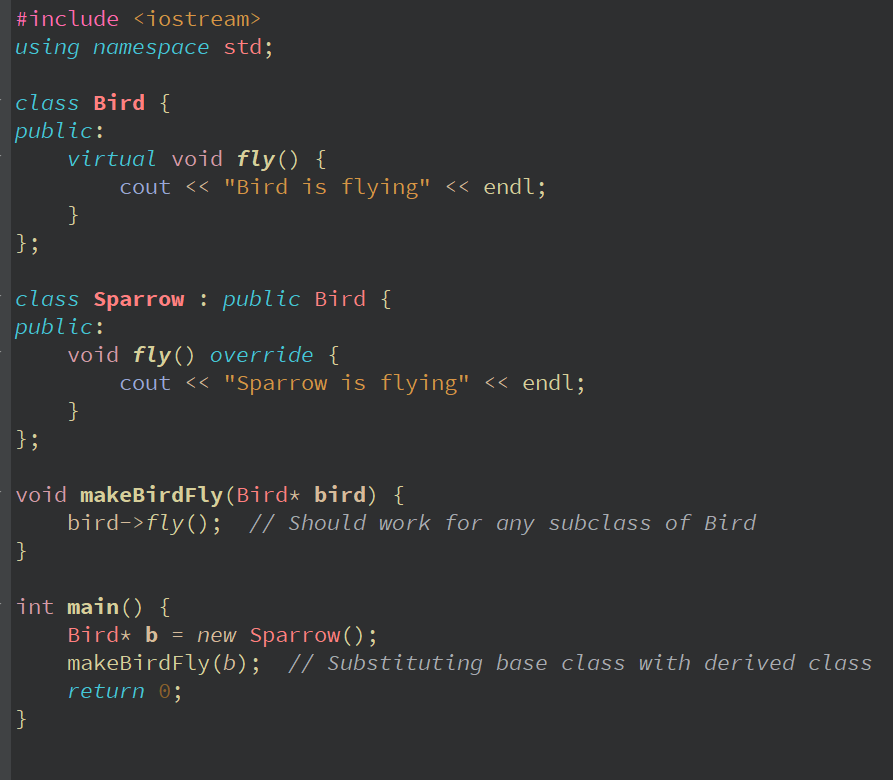 #include <iostream>
using namespace std;

class Bird {
public:
    virtual void fly() {
        cout << "Bird is flying" << endl;
    }
};

class Sparrow : public Bird {
public:
    void fly() override {
        cout << "Sparrow is flying" << endl;
    }
};

void makeBirdFly(Bird* bird) {
    bird->fly();  // Should work for any subclass of Bird
}

int main() {
    Bird* b = new Sparrow();
    makeBirdFly(b);  // Substituting base class with derived class
    return 0;
}